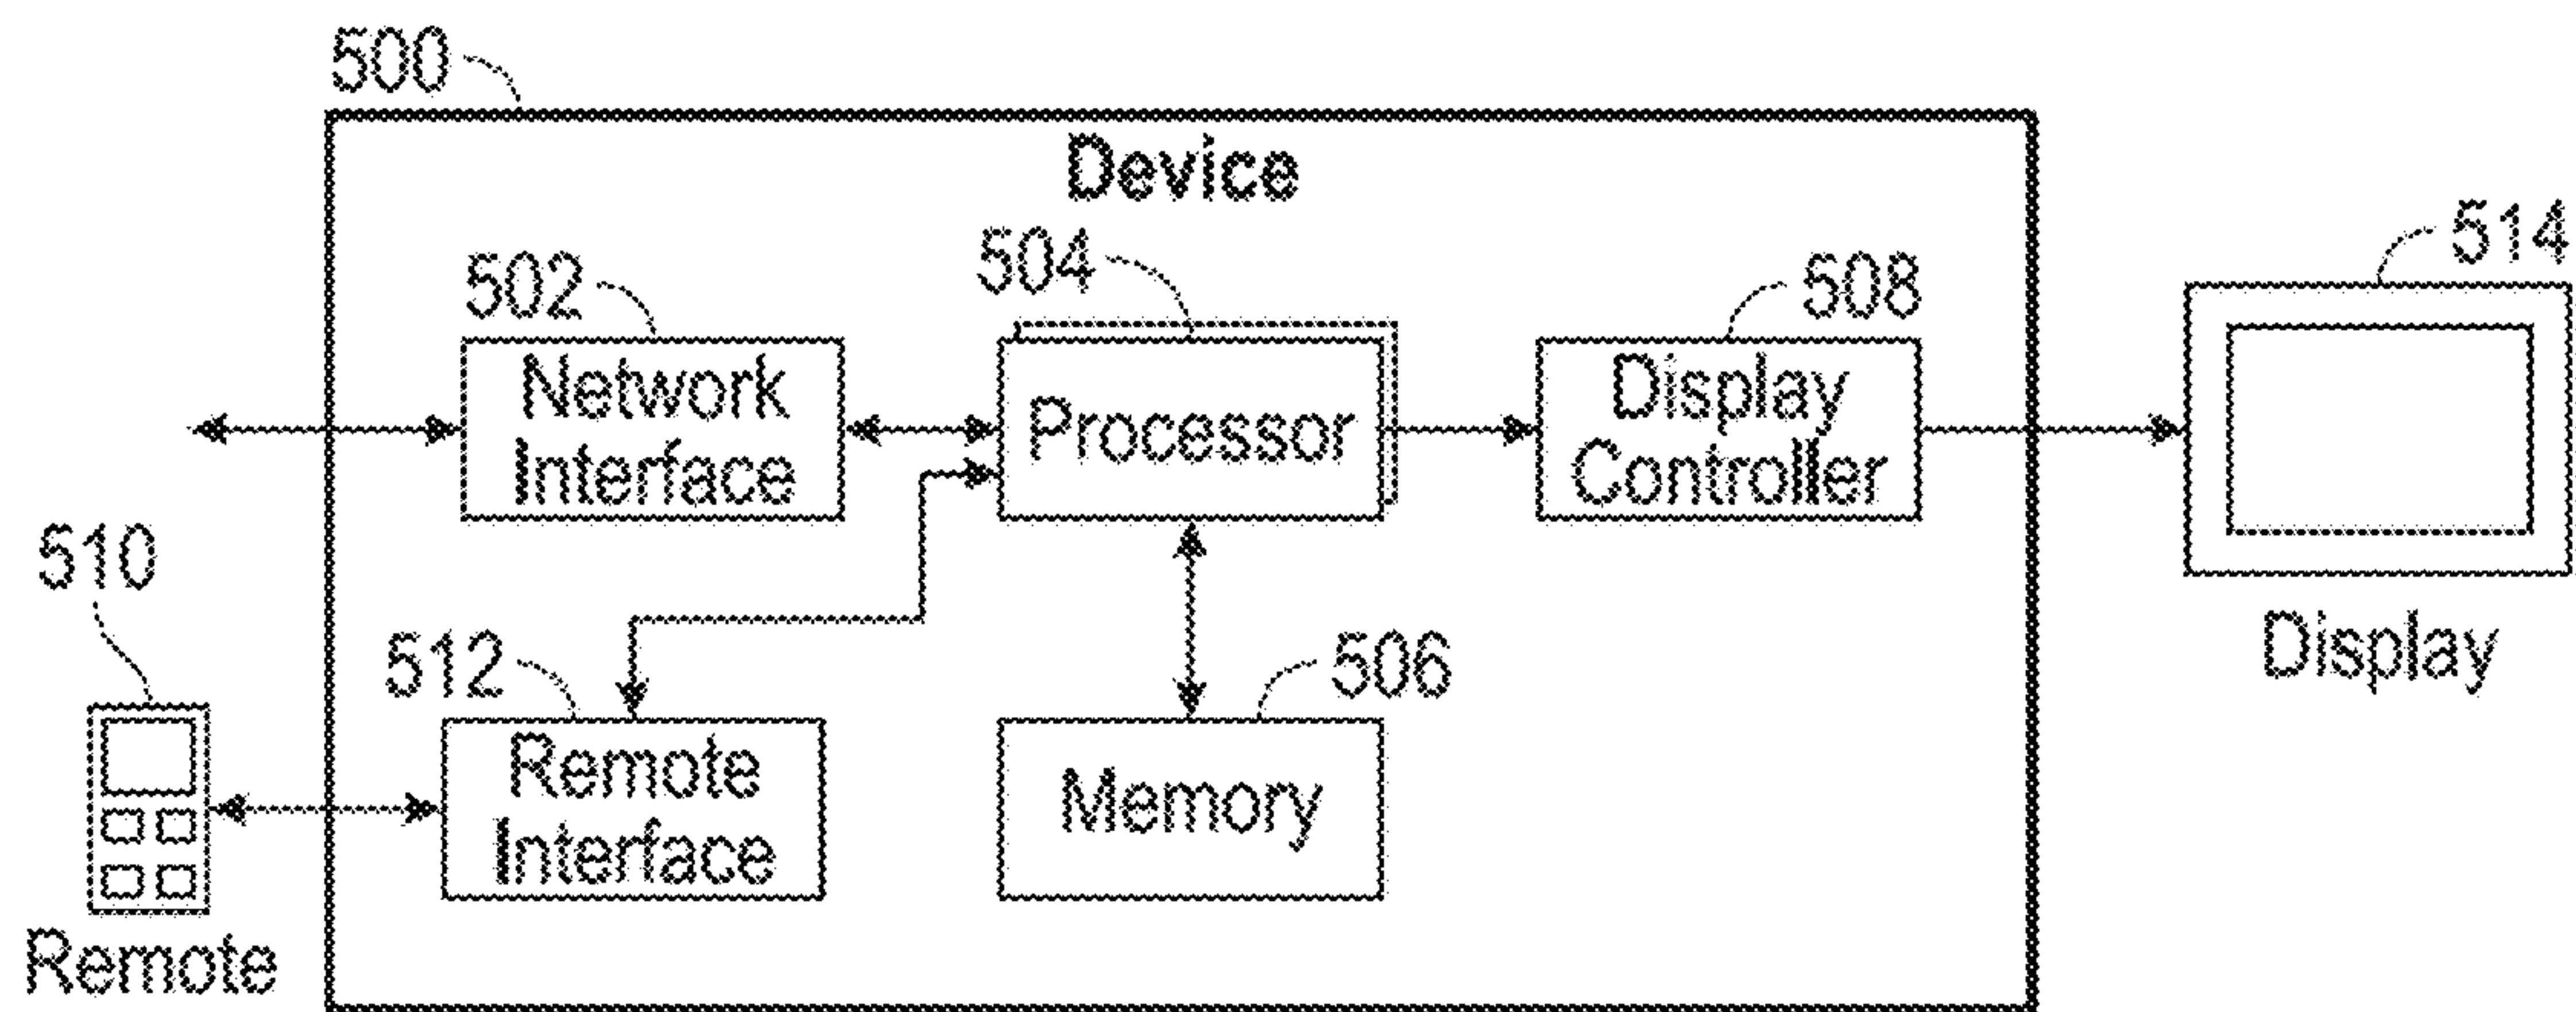 500
Device
502
504
508
514
Network
Interface
Processor
Display
Controller
510
512
506
Display
Remote
Interface
Memory
Remote